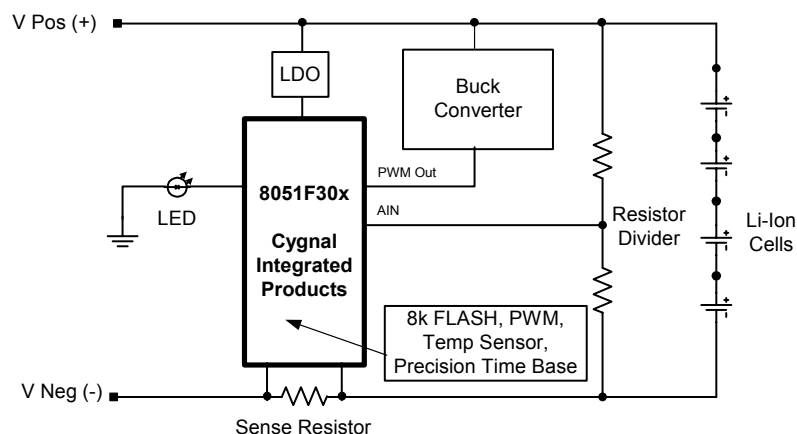 V Pos (+)
LDO
Buck
Converter
PWM Out
8051F30x
AIN
LED
Cygnal
Integrated
Products
Resistor
Divider
Li-Ion
Cells
8k FLASH, PWM,
Temp Sensor,
Precision Time Base
V Neg (-)
Sense Resistor